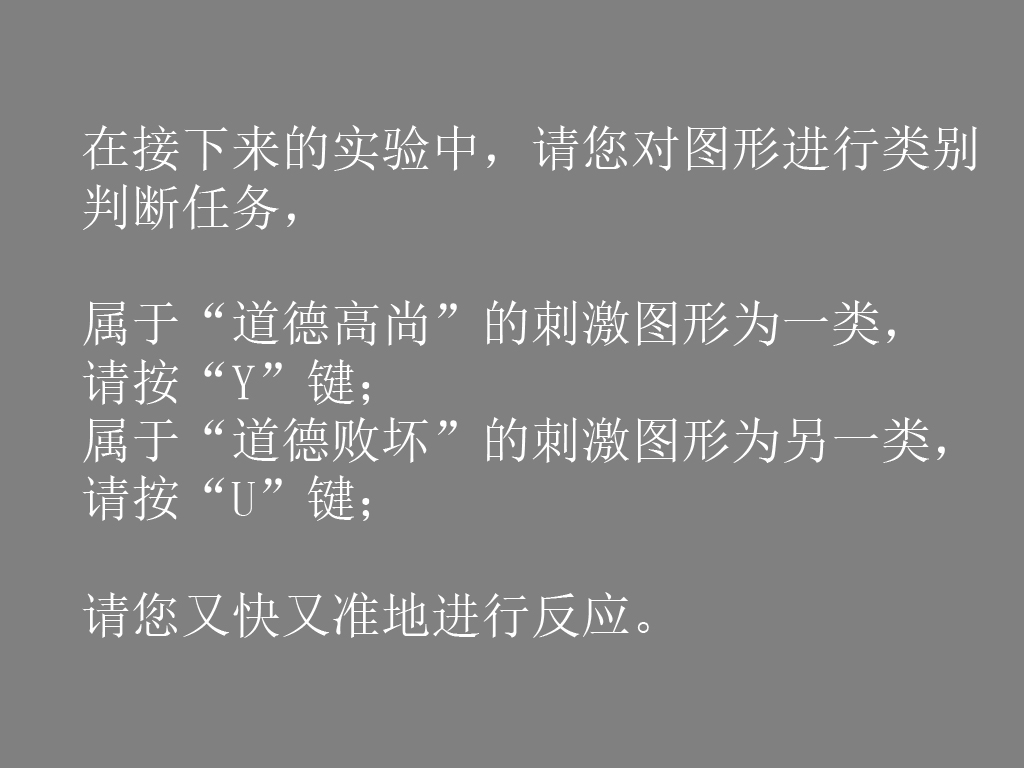 在接下来的实验中，请您对图形进行类别
判断任务，
属于“道德高尚”的刺激图形为一类，
请按“Y”键；
属于“道德败坏”的刺激图形为另一类，
请按“U”键；
请您又快又准地进行反应。